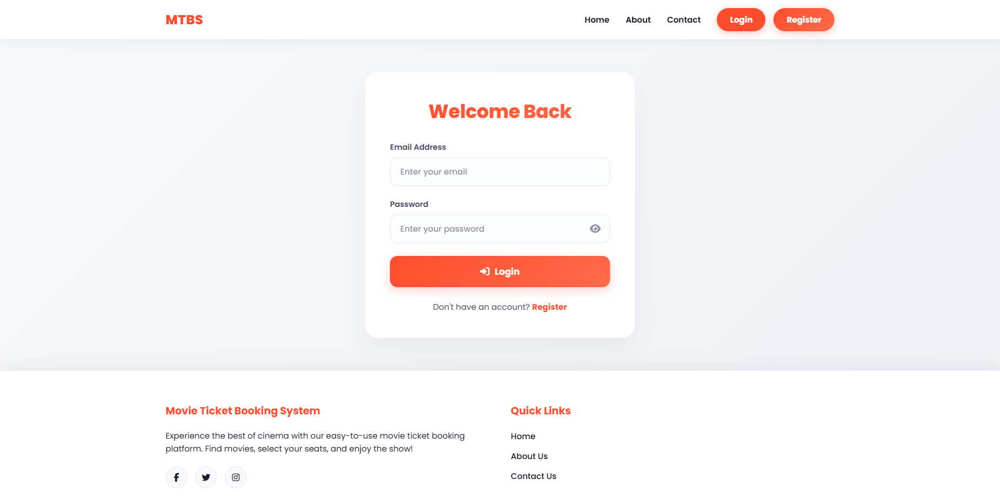 MTBS
Home
About
Contact
Login
Register
Welcome Back
Email Address
Enter your email
Password
Enter your password
Login
Don't have an account? Register
Movie Ticket Booking System
Experience the best of cinema with our easy-to-use movie ticket booking
platform. Find movies, select your seats, and enjoy the show!
Quick Links
Home
About Us
Contact Us